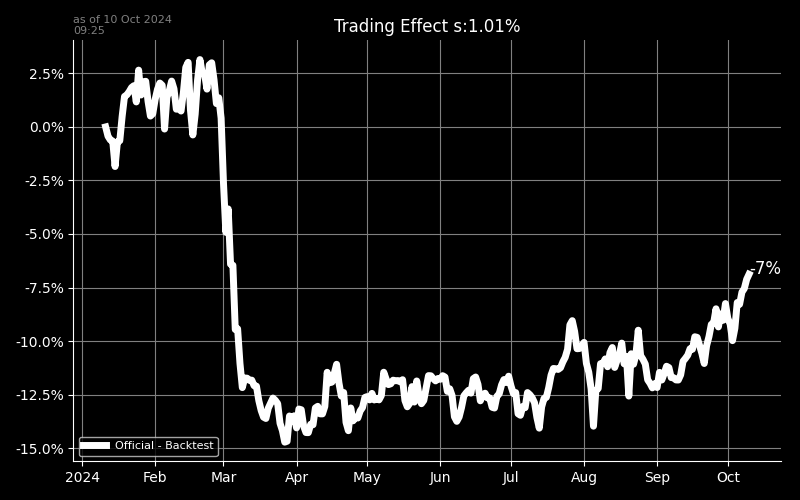 as of 10 Oct 2024
09:25
Trading Effect s:1.01%
2.5%
0.0%
-2.5%
-5.0%
-7.5%
-10.0%
-12.5%
-15.0%
-7%
Official - Backtest
2024 Feb Mar Apr May Jun Jul Aug Sep Oct